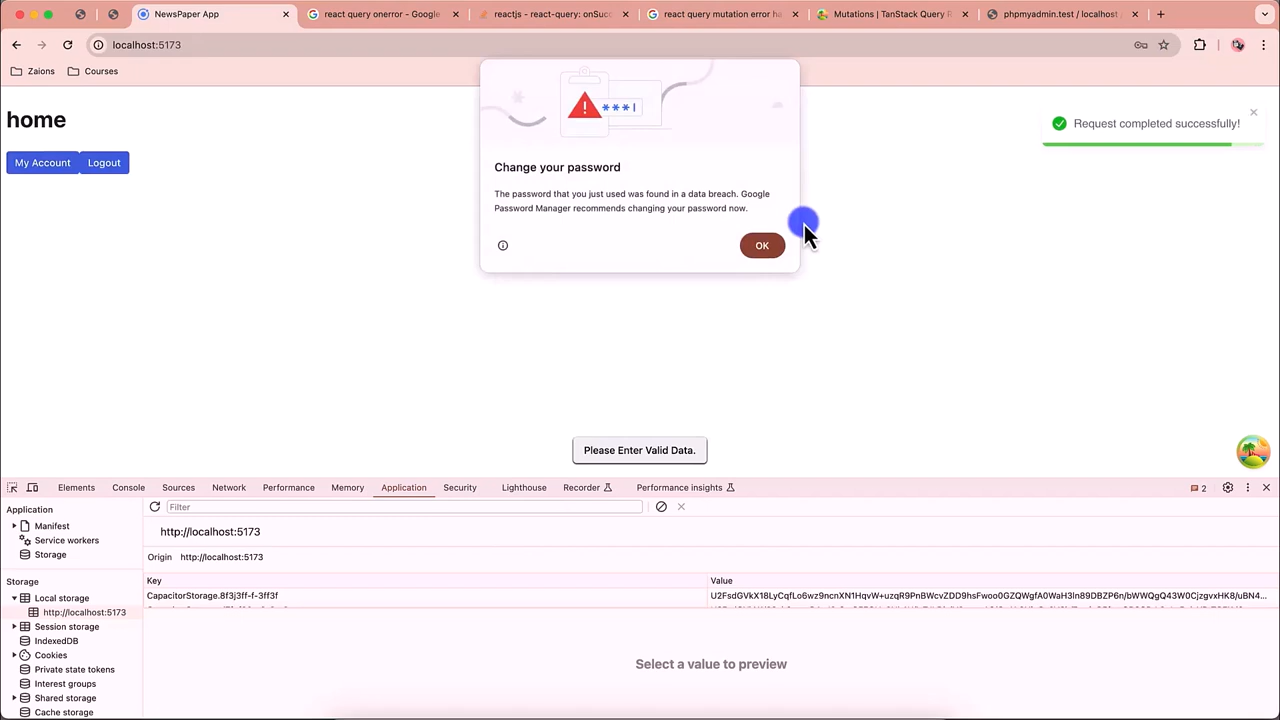 NewsPaper App
react query onerror - Google
reactjs - react-query: onSuc
react query mutation error ha
Mutations | TanStack Query R
phpmyadmin.test / localhost /
localhost:5173
Zaions
Courses
home
My Account
Logout
***|
Change your password
The password that you just used was found in a data breach. Google
Password Manager recommends changing your password now.
OK
Request completed successfully!
Please Enter Valid Data.
Elements
Console
Sources
Network
Performance
Memory
Application
Security
Lighthouse
Recorder
Performance insights
2
Application
Manifest
Service workers
Storage
Storage
Local storage
http://localhost:5173
Session storage
IndexedDB
Cookies
Private state tokens
Interest groups
Shared storage
Cache storage
Filter
http://localhost:5173
Origin http://localhost:5173
Key
Value
CapacitorStorage.8f3j3ff-f-3ff3f
Select a value to preview